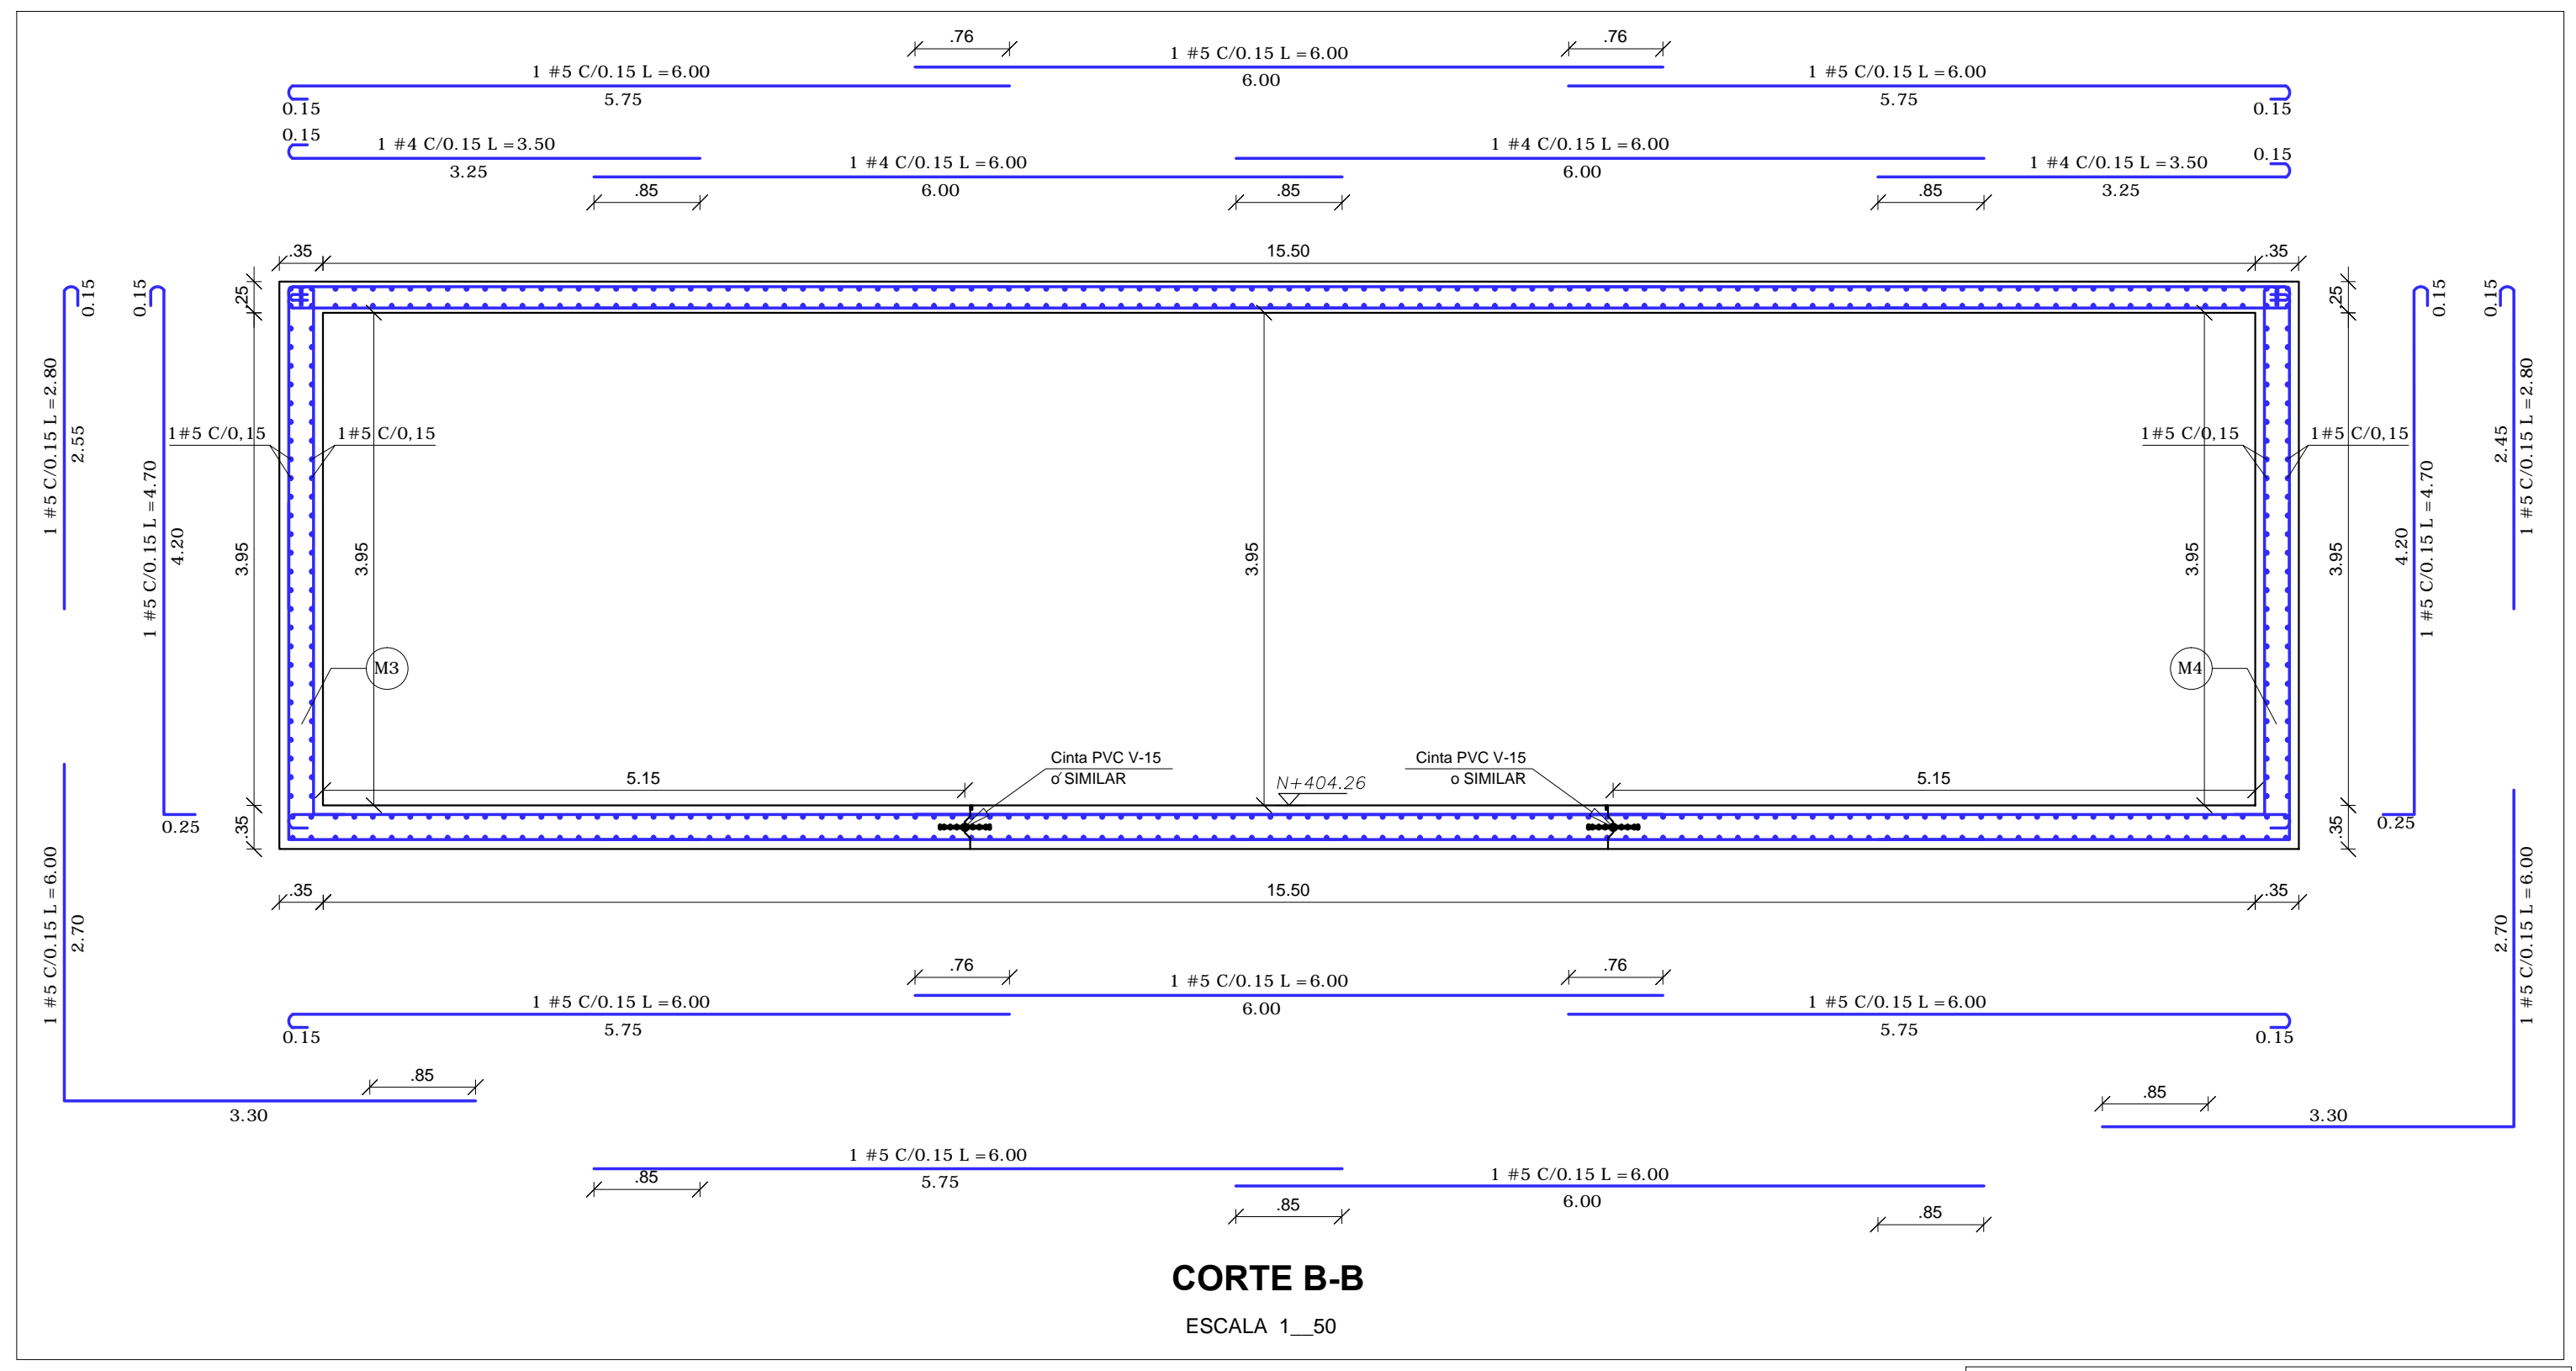 .76
1 #5 C/0.15 L =6.00
.76
1 #5 C/0.15 L =6.00
6.00
1 #5 C/0.15 L =6.00
5.75
5.75
0.15
0.15
0.15
1 #4 C/0.15 L =3.50
1 #4 C/0.15 L =6.00
1 #4 C/0.15 L =6.00
1 #4 C/0.15 L =3.50
0.15
3.25
6.00
6.00
3.25
.85
.85
.85
.35
15.50
.35
0.15
0.15
.25
.25
0.15
0.15
1 #5 C/0.15 L =2.80
2.55
1 #5 C/0.15 L =4.70
4.20
1#5 C/0,15
1#5 C/0,15
1#5 C/0,15
1#5 C/0,15
2.45
1 #5 C/0.15 L =2.80
3.95
3.95
3.95
3.95
3.95
4.20
1 #5 C/0.15 L =4.70
M3
M4
Cinta PVC V-15
ó SIMILAR
Cinta PVC V-15
o SIMILAR
5.15
N+404.26
5.15
0.25
.35
.35
0.25
1 #5 C/0.15 L =6.00
2.70
.35
15.50
.35
2.70
1 #5 C/0.15 L =6.00
.76
1 #5 C/0.15 L =6.00
.76
1 #5 C/0.15 L =6.00
6.00
1 #5 C/0.15 L =6.00
5.75
5.75
0.15
0.15
.85
.85
3.30
3.30
1 #5 C/0.15 L =6.00
5.75
1 #5 C/0.15 L =6.00
6.00
.85
.85
.85
CORTE B-B
ESCALA 1__50